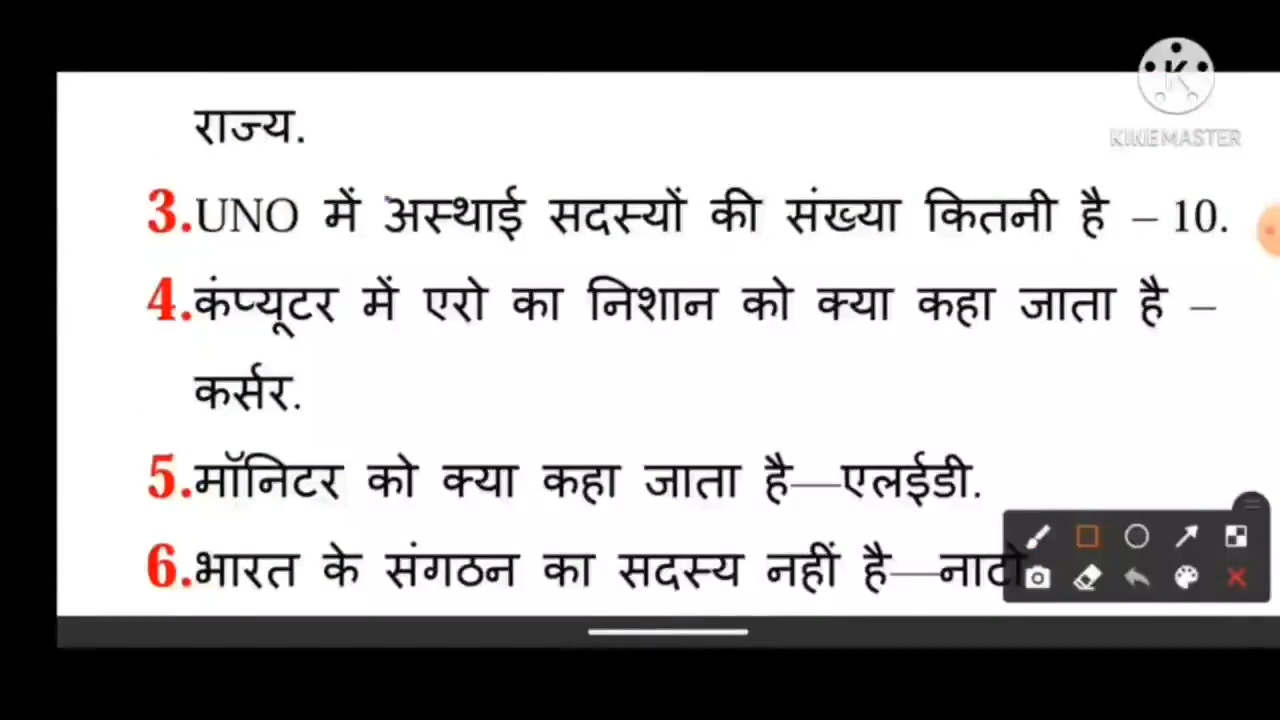 राज्य.
3.UNO में अस्थाई सदस्यों की संख्या कितनी है – 10.
4.कंप्यूटर में एरो का निशान को क्या कहा जाता है –
कर्सर.
5.मॉनिटर को क्या कहा जाता है—एलईडी.
6.भारत के संगठन का सदस्य नहीं है—नाटो
K
KINEMASTER